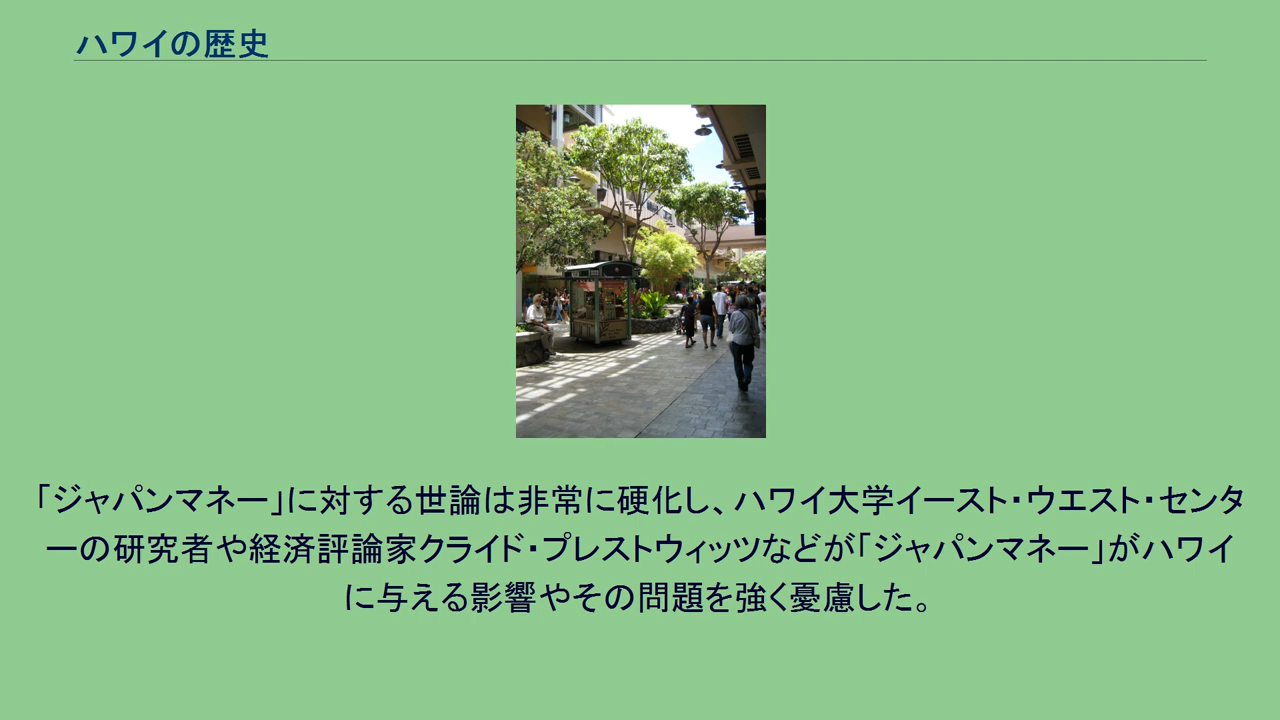 ハワイの歴史
「ジャパンマネー」に対する世論は非常に硬化し、ハワイ大学イースト・ウエスト・センタ
ーの研究者や経済評論家クライド・プレストウィッツなどが「ジャパンマネー」がハワイ
に与える影響やその問題を強く憂慮した。